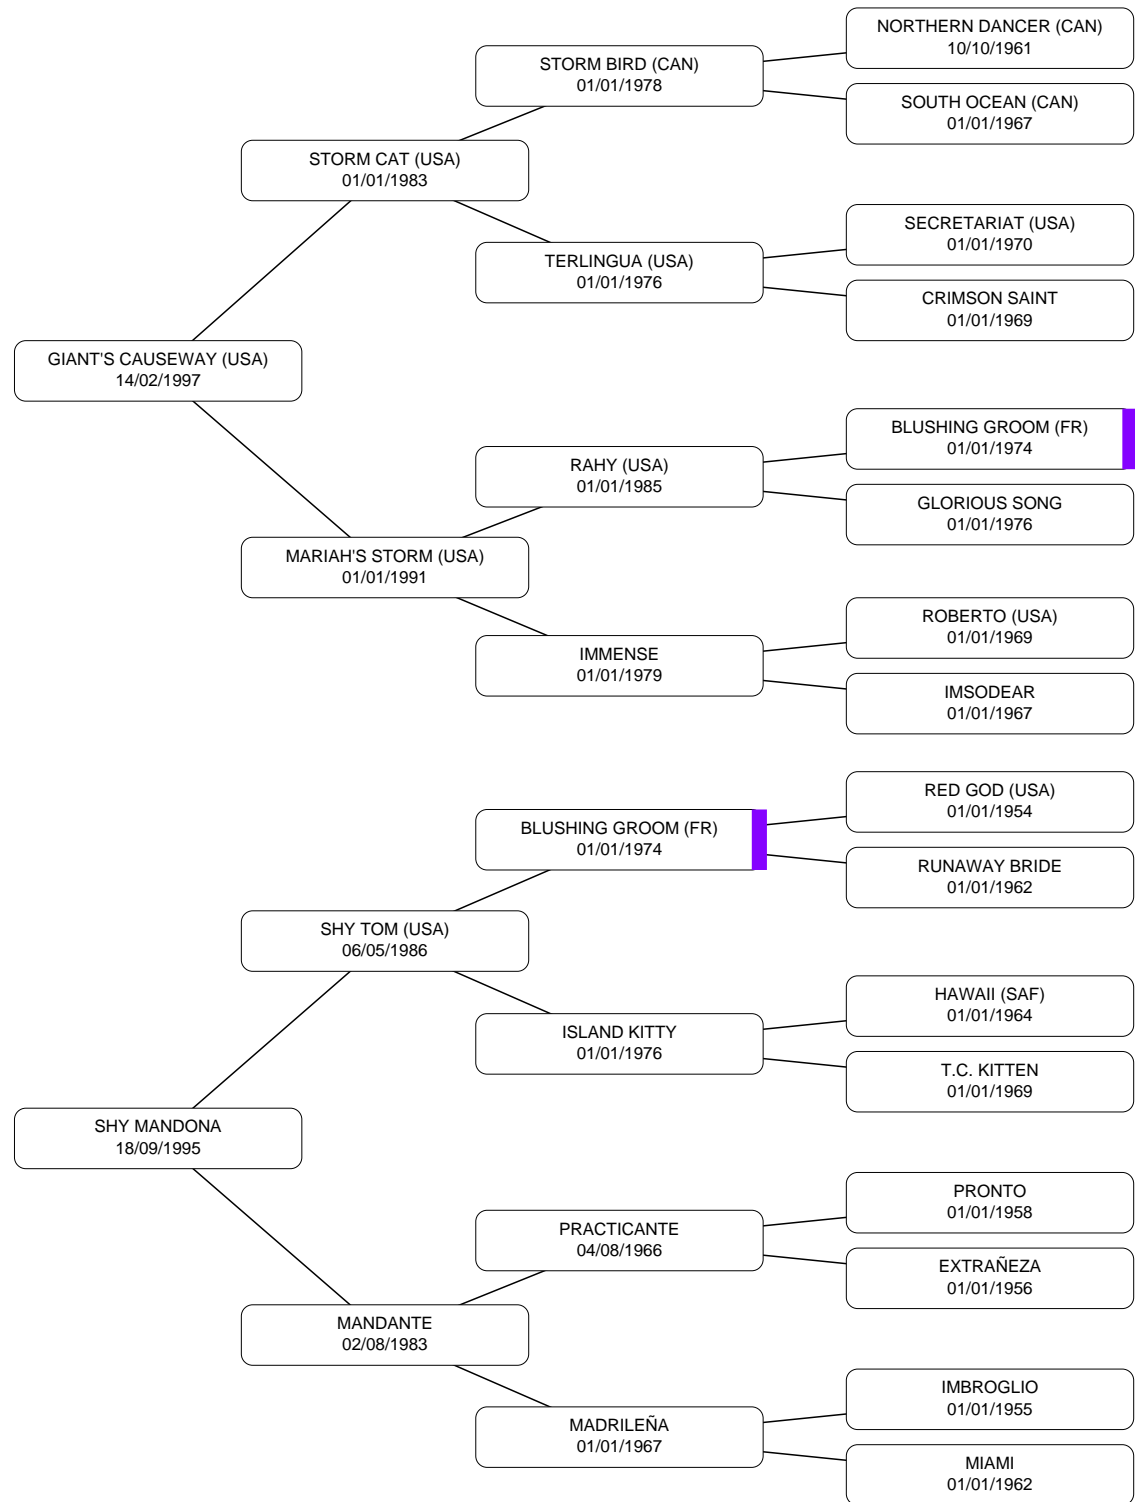 NORTHERN DANCER (CAN)
10/10/1961
STORM BIRD (CAN)
01/01/1978
SOUTH OCEAN (CAN)
01/01/1967
STORM CAT (USA)
01/01/1983
SECRETARIAT (USA)
01/01/1970
TERLINGUA (USA)
01/01/1976
CRIMSON SAINT
01/01/1969
GIANT'S CAUSEWAY (USA)
14/02/1997
BLUSHING GROOM (FR)
01/01/1974
RAHY (USA)
01/01/1985
GLORIOUS SONG
01/01/1976
MARIAH'S STORM (USA)
01/01/1991
ROBERTO (USA)
01/01/1969
IMMENSE
01/01/1979
IMSODEAR
01/01/1967
RED GOD (USA)
01/01/1954
BLUSHING GROOM (FR)
01/01/1974
RUNAWAY BRIDE
01/01/1962
SHY TOM (USA)
06/05/1986
HAWAII (SAF)
01/01/1964
ISLAND KITTY
01/01/1976
T.C. KITTEN
01/01/1969
SHY MANDONA
18/09/1995
PRONTO
01/01/1958
PRACTICANTE
04/08/1966
EXTRAÑEZA
01/01/1956
MANDANTE
02/08/1983
IMBROGLIO
01/01/1955
MADRILEÑA
01/01/1967
MIAMI
01/01/1962